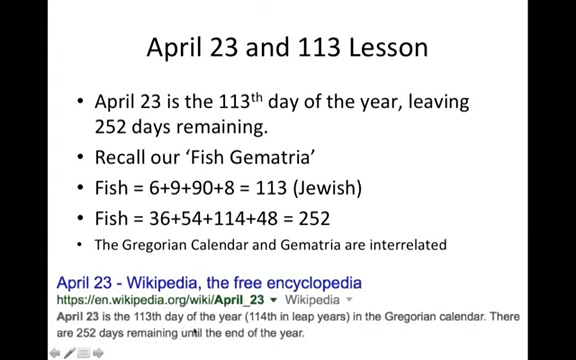 April 23 and 113 Lesson
• April 23 is the 113th day of the year, leaving
252 days remaining.
• Recall our ‘Fish Gematria’
• Fish = 6+9+90+8 = 113 (Jewish)
• Fish = 36+54+114+48 = 252
• The Gregorian Calendar and Gematria are interrelated
April 23 - Wikipedia, the free encyclopedia
https://en.wikipedia.org/wiki/April_23 ▼ Wikipedia ▼
April 23 is the 113th day of the year (114th in leap years) in the Gregorian calendar. There
are 252 days remaining until the end of the year.